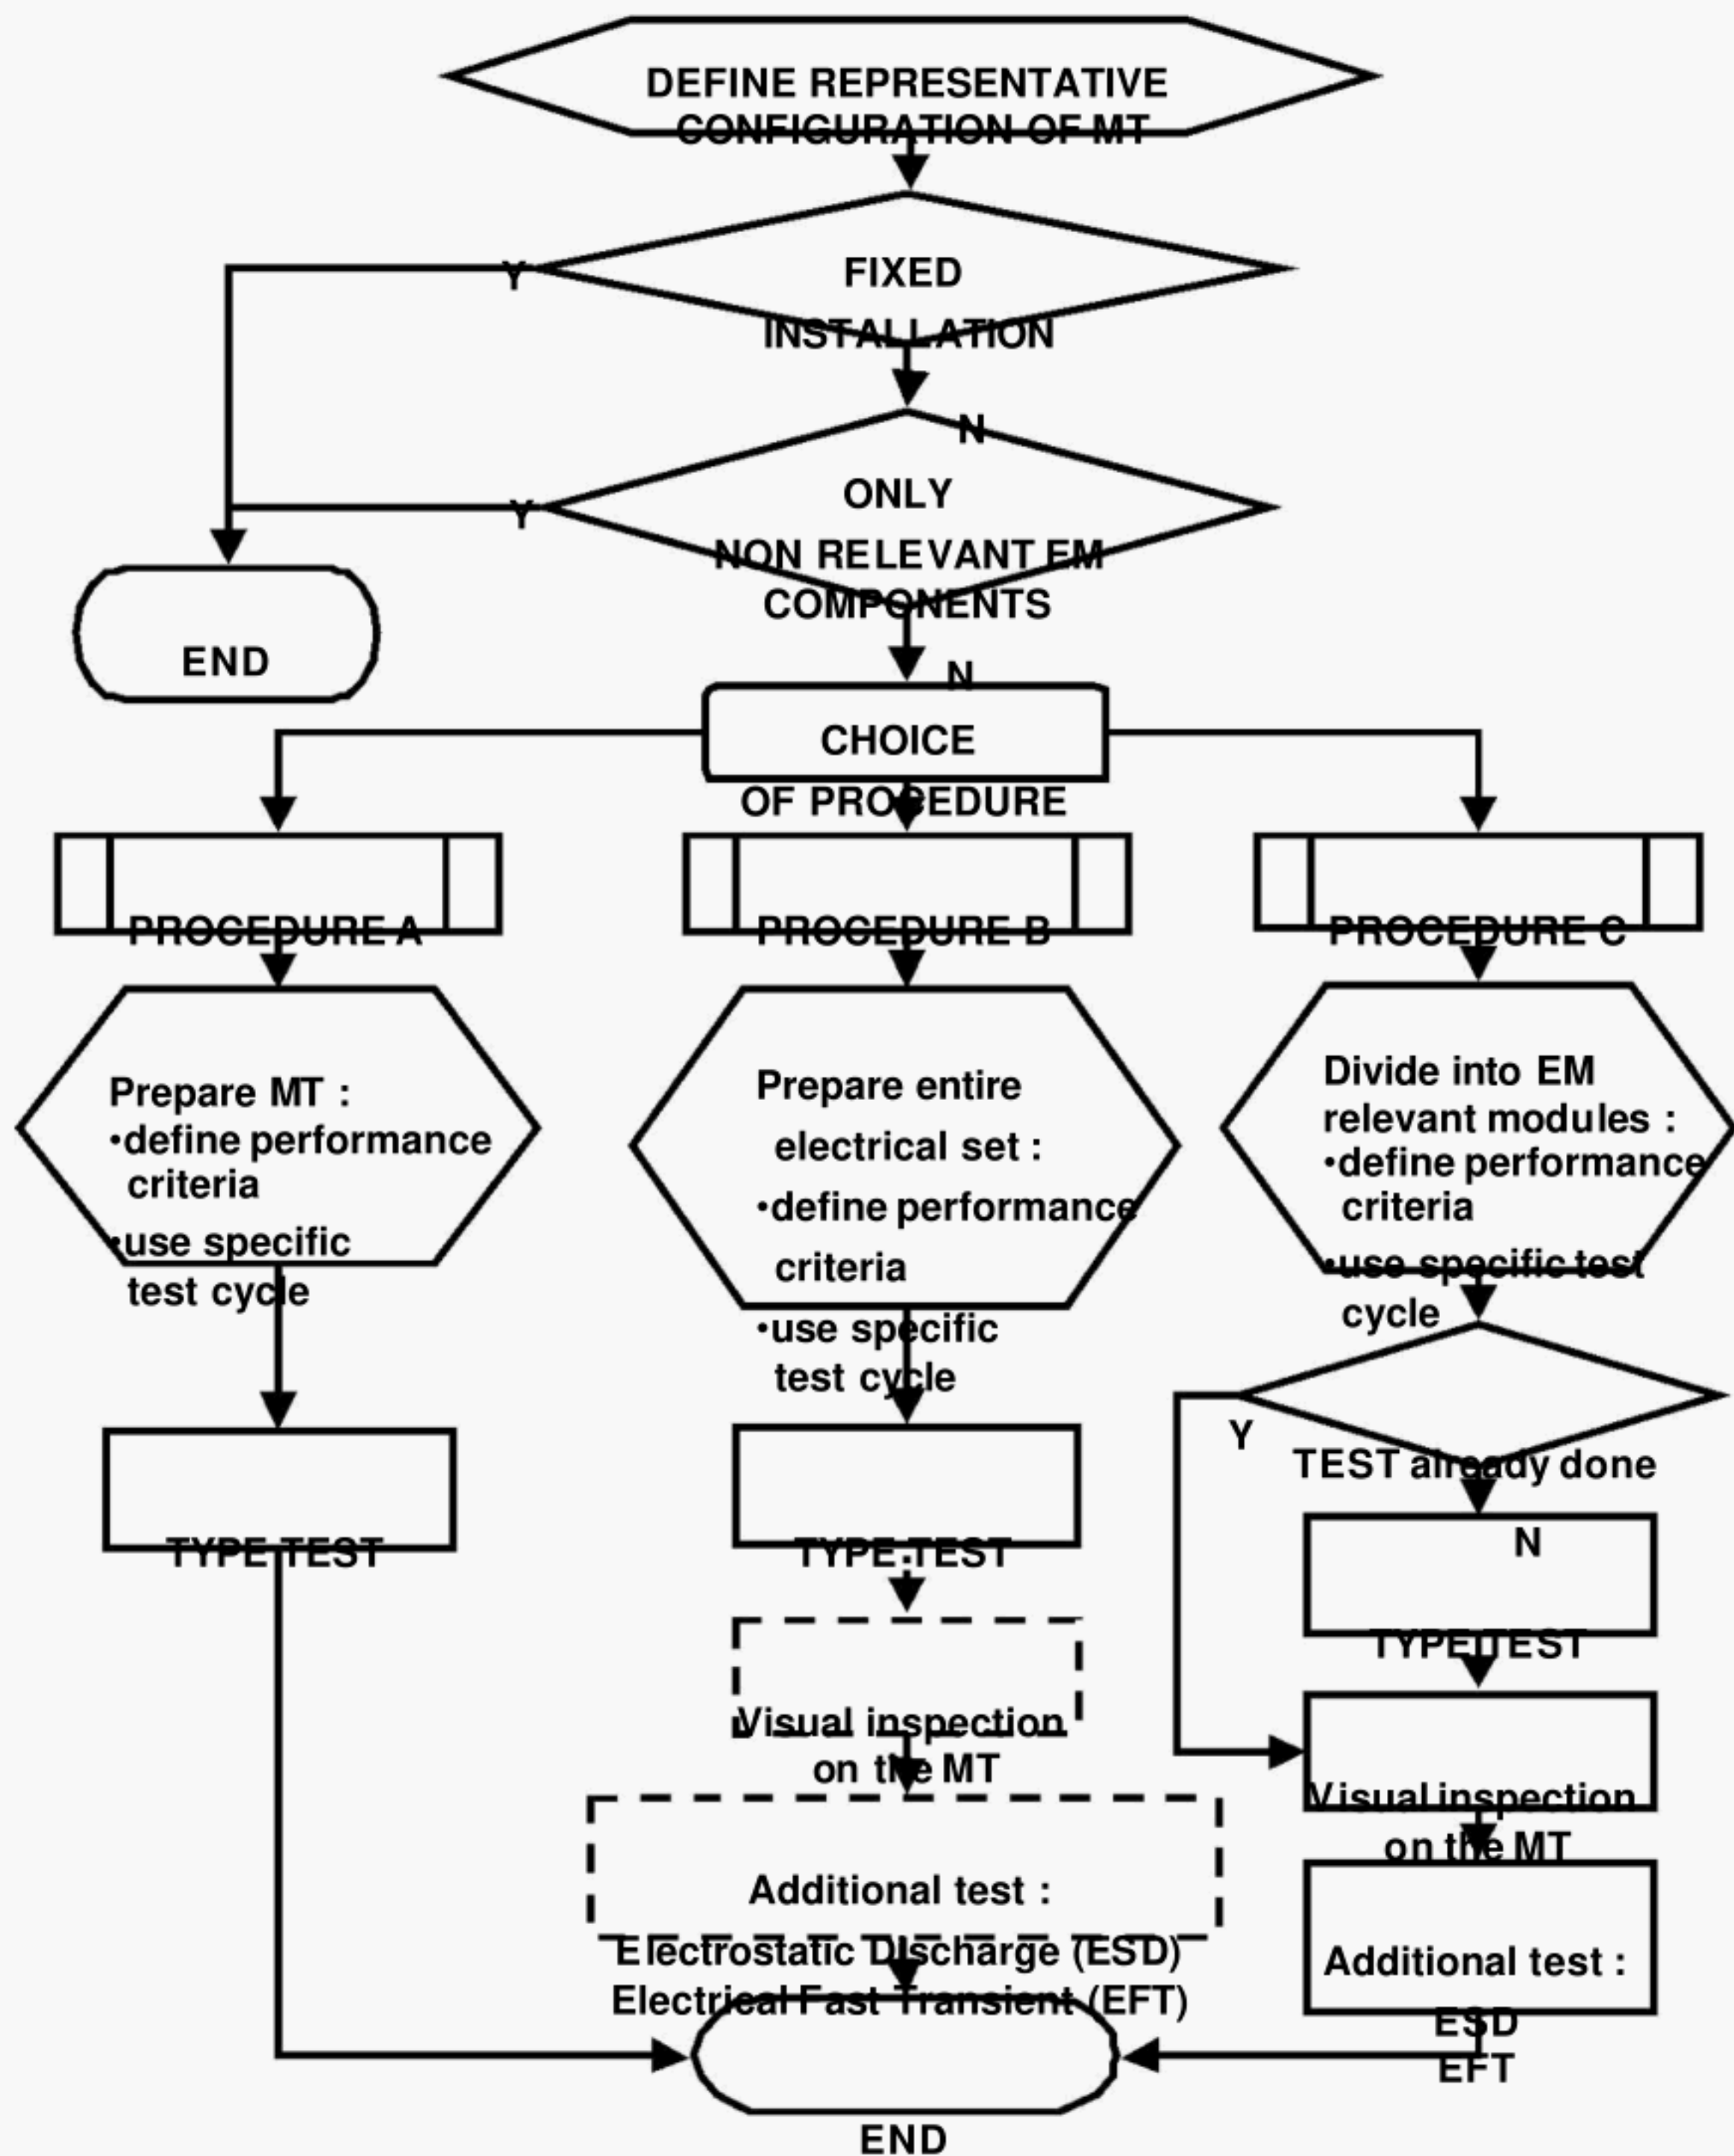 DEFINE REPRESENTATIVE
CONFIGURATION OF MT
Y
FIXED
INSTALLATION
N
Y
ONLY
NON RELEVANT EM
COMPONENTS
END
N
CHOICE
OF PROCEDURE
PROCEDURE A
PROCEDURE B
PROCEDURE C
Prepare MT :
•define performance
criteria
•use specific
test cycle
Prepare entire
electrical set :
•define performance
criteria
•use specific
test cycle
Divide into EM
relevant modules :
•define performance
criteria
•use specific test
cycle
Y
TEST already done
N
TYPE TEST
TYPE TEST
TYPE TEST
Visual inspection
on the MT
Visual inspection
on the MT
Additional test :
Electrostatic Discharge (ESD)
Electrical Fast Transient (EFT)
Additional test :
ESD
EFT
END